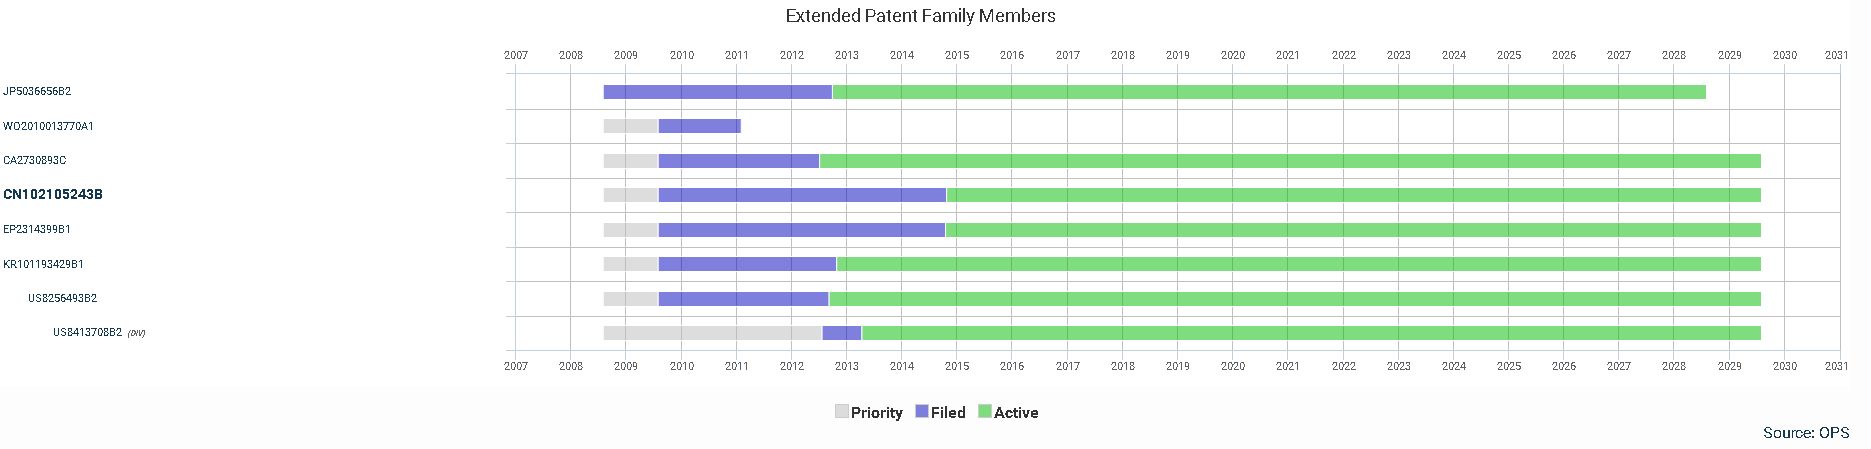 Extended Patent Family Members
2007 2008 2009 2010 2011 2012 2013 2014 2015 2016 2017 2018 2019 2020 2021 2022 2023 2024 2025 2026 2027 2028 2029 2030 2031
JP5036656B2
WO2010013770A1
CA2730893C
CN102105243B
EP2314399B1
KR101193429B1
US8256493B2
US8413708B2 (DIV)
2007 2008 2009 2010 2011 2012 2013 2014 2015 2016 2017 2018 2019 2020 2021 2022 2023 2024 2025 2026 2027 2028 2029 2030 2031
Priority Filed Active
Source: OPS